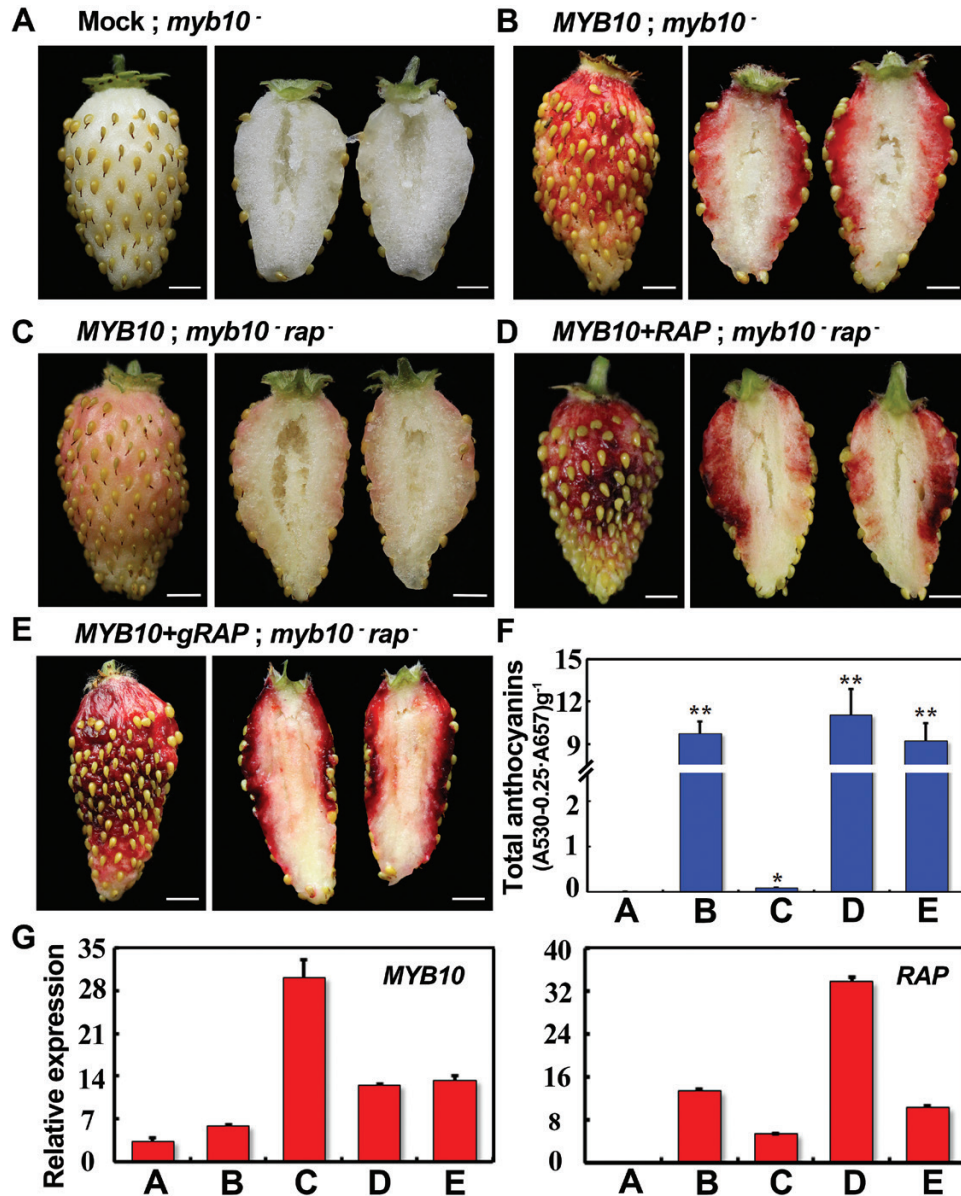 A Mock ; myb10⁻
B MYB10 ; myb10⁻
C MYB10 ; myb10⁻ rap⁻
D MYB10+RAP ; myb10⁻ rap⁻
E MYB10+gRAP ; myb10⁻ rap⁻
F
Total anthocyanins
(A530-0.25·A657)g⁻¹
15
12
9
2
1
0
**
*
**
**
A B C D E
G
Relative expression
35
28
21
14
7
0
MYB10
A B C D E
40
32
24
16
8
0
RAP
A B C D E